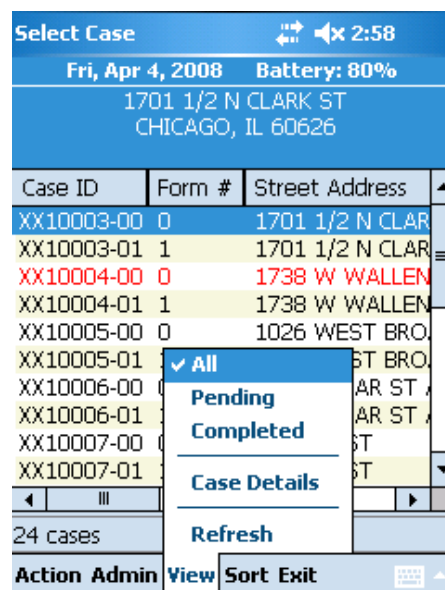 Select Case 2:58
Fri, Apr 4, 2008 Battery: 80%
1701 1/2 N CLARK ST
CHICAGO, IL 60626
Case ID Form # Street Address
XX10003-00 0 1701 1/2 N CLAR
XX10003-01 1 1701 1/2 N CLAR
XX10004-00 0 1738 W WALLEN
XX10004-01 1 1738 W WALLEN
XX10005-00 0 1026 WEST BRO
XX10005-01 ST BRO
XX10006-00 AR ST
XX10006-01 AR ST
XX10007-00 ST
XX10007-01 ST
All
Pending
Completed
Case Details
Refresh
24 cases
Action Admin View Sort Exit